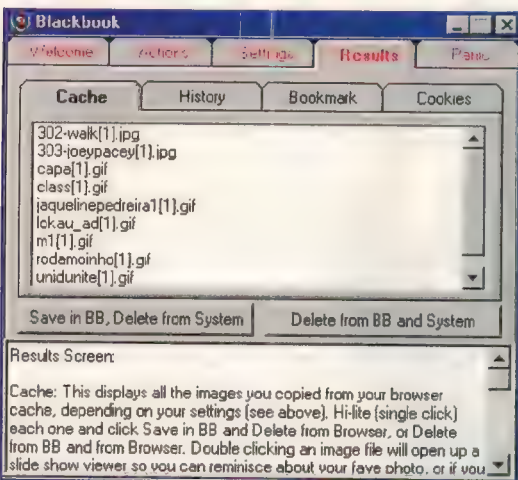 Blackbook
Welcome Actions Settings Results Panic
Cache History Bookmark Cookies
302-walk[1].jpg
303-joeypacey[1].jpg
capa[1].gif
class[1].gif
jaquelinepedreira1[1].gif
lokau_ad[1].gif
m1[1].gif
rodamoinho[1].gif
unidunite[1].gif
Save in BB, Delete from System Delete from BB and System
Results Screen:
Cache: This displays all the images you copied from your browser
cache, depending on your settings (see above). Hi-lite (single click)
each one and click Save in BB and Delete from Browser, or Delete
from BB and from Browser. Double clicking an image file will open up a
slide show viewer so you can reminisce about your fave photo, or if you